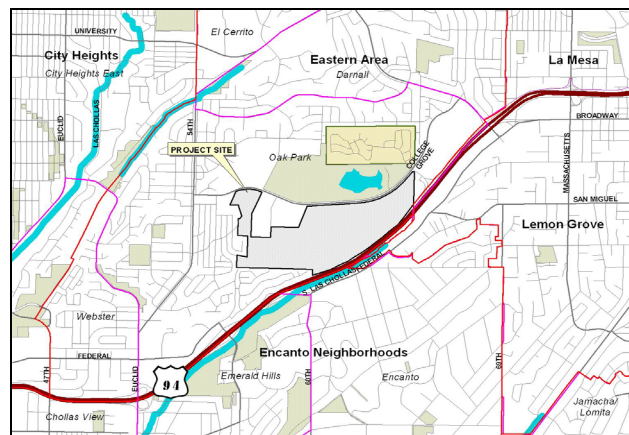 UNIVERSITY
El Cerrito
City Heights
City Heights East
Eastern Area
Darnall
La Mesa
BROADWAY
EUCLID
LAS CHOLLAS
54TH
PROJECT SITE
Oak Park
COLLEGE
GROVE
MASSACHUSETTS
SAN MIGUEL
Lemon Grove
S. LAS CHOLLAS
FEDERAL
Webster
FEDERAL
47TH
EUCLID
94
Encanto Neighborhoods
Emerald Hills
60TH
Encanto
60TH
Chollas View
Jamacha/
Lomita